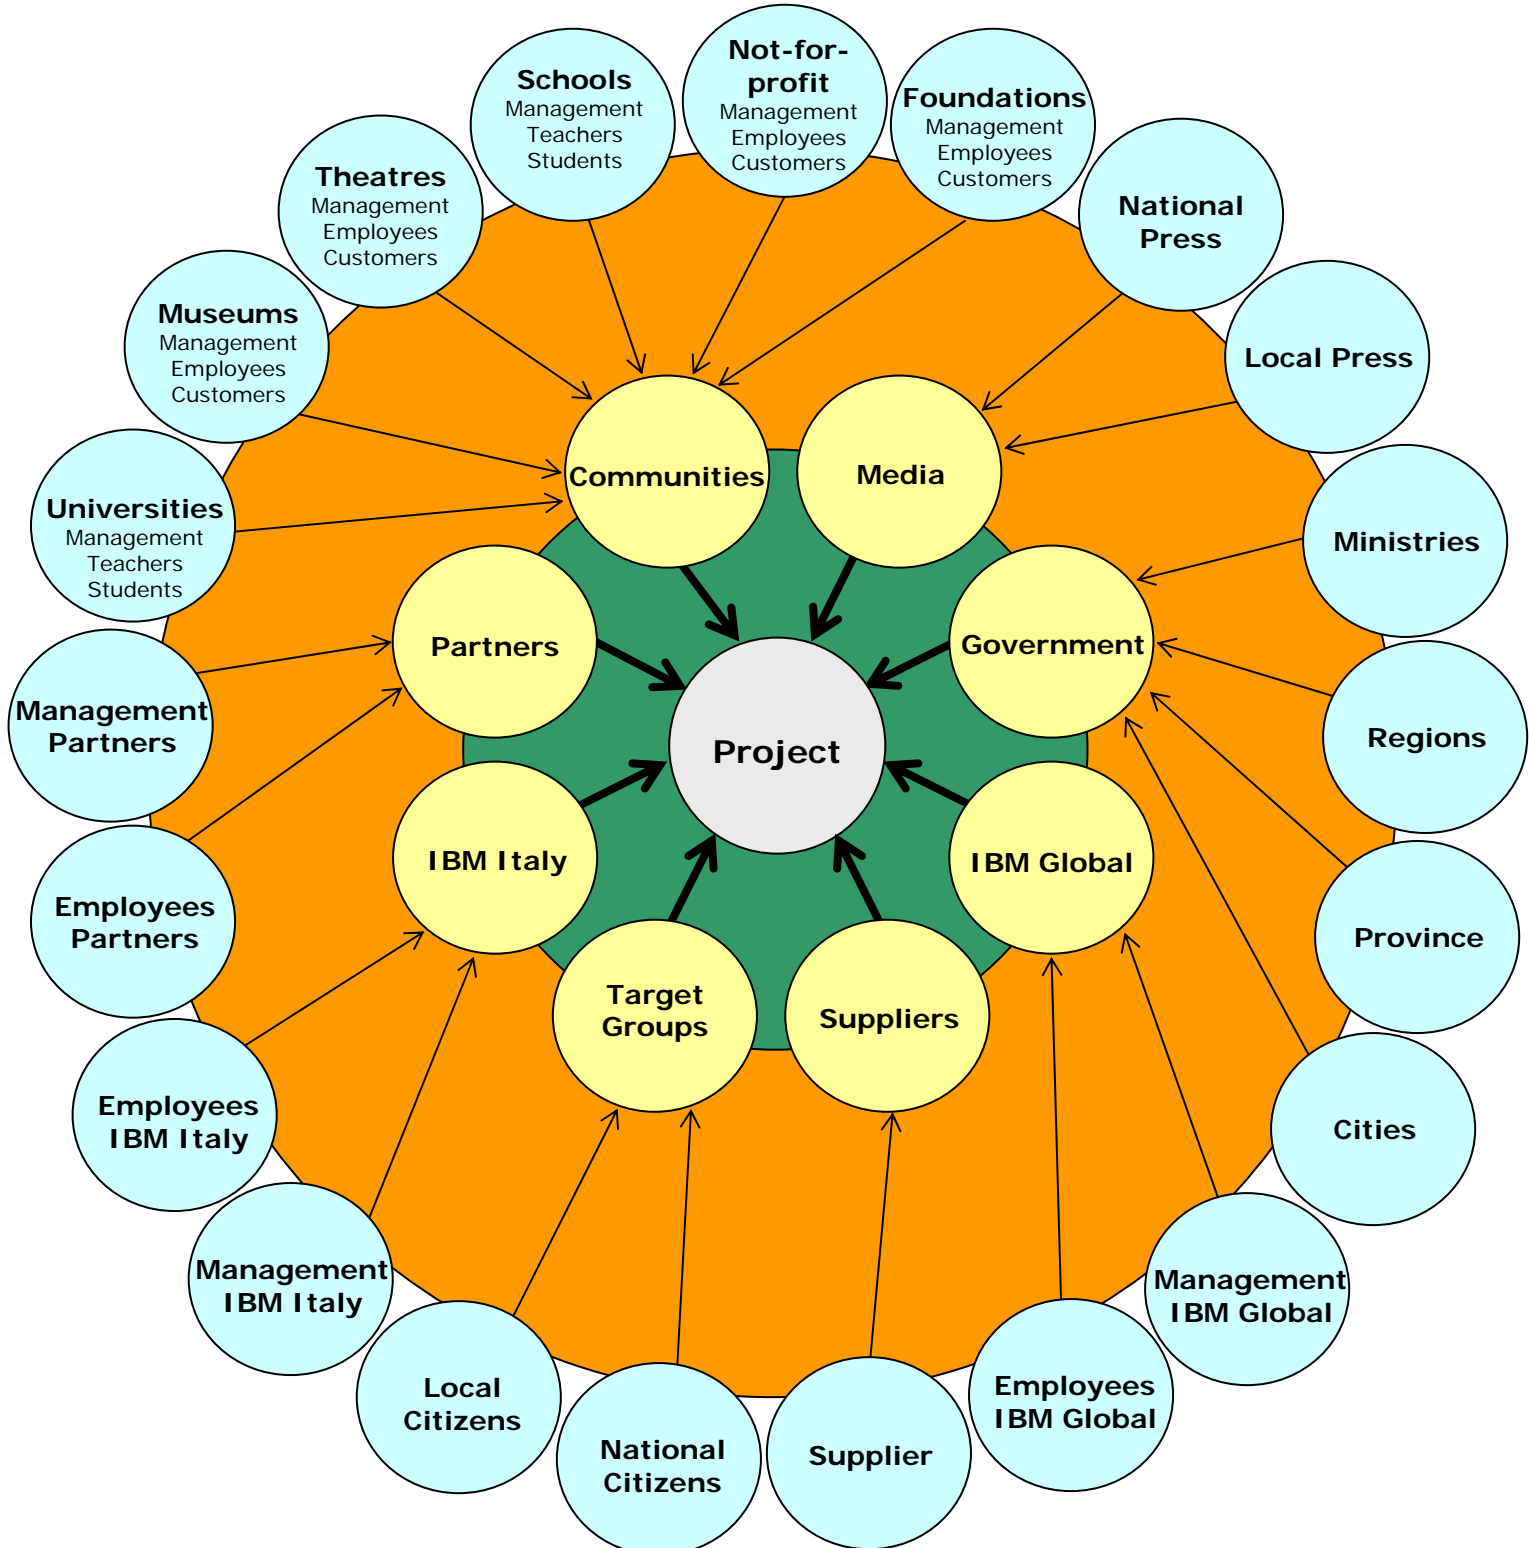 Not-for-
profit
Management
Employees
Customers
Schools
Management
Teachers
Students
Foundations
Management
Employees
Customers
Theatres
Management
Employees
Customers
National
Press
Museums
Management
Employees
Customers
Local Press
Universities
Management
Teachers
Students
Communities
Media
Ministries
Partners
Government
Management
Partners
Project
Regions
IBM Italy
IBM Global
Employees
Partners
Province
Target
Groups
Suppliers
Employees
IBM Italy
Cities
Management
IBM Italy
Management
IBM Global
Local
Citizens
Employees
IBM Global
National
Citizens
Supplier